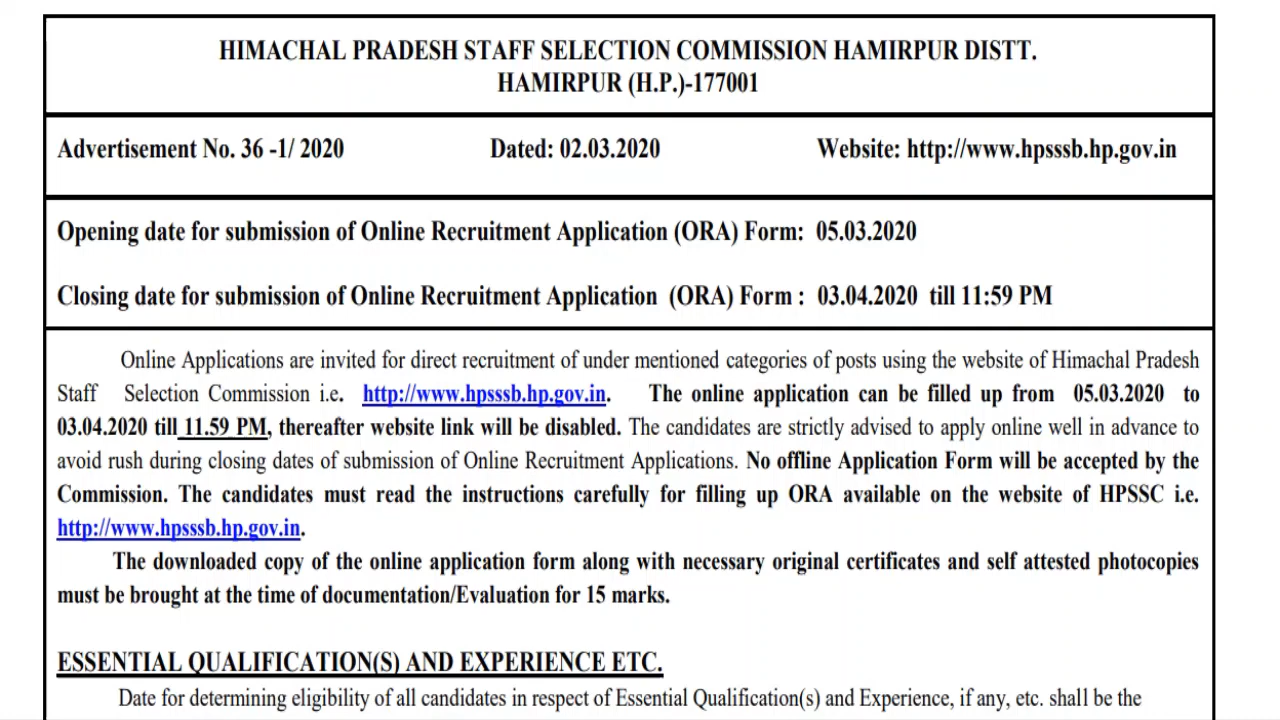 HIMACHAL PRADESH STAFF SELECTION COMMISSION HAMIRPUR DISTT.
HAMIRPUR (H.P.)-177001
Advertisement No. 36 -1/ 2020 Dated: 02.03.2020 Website: http://www.hpsssb.hp.gov.in
Opening date for submission of Online Recruitment Application (ORA) Form: 05.03.2020
Closing date for submission of Online Recruitment Application (ORA) Form : 03.04.2020 till 11:59 PM
Online Applications are invited for direct recruitment of under mentioned categories of posts using the website of Himachal Pradesh
Staff Selection Commission i.e. http://www.hpsssb.hp.gov.in. The online application can be filled up from 05.03.2020 to
03.04.2020 till 11.59 PM, thereafter website link will be disabled. The candidates are strictly advised to apply online well in advance to
avoid rush during closing dates of submission of Online Recruitment Applications. No offline Application Form will be accepted by the
Commission. The candidates must read the instructions carefully for filling up ORA available on the website of HPSSC i.e.
http://www.hpsssb.hp.gov.in.
The downloaded copy of the online application form along with necessary original certificates and self attested photocopies
must be brought at the time of documentation/Evaluation for 15 marks.
ESSENTIAL QUALIFICATION(S) AND EXPERIENCE ETC.
Date for determining eligibility of all candidates in respect of Essential Qualification(s) and Experience, if any, etc. shall be the